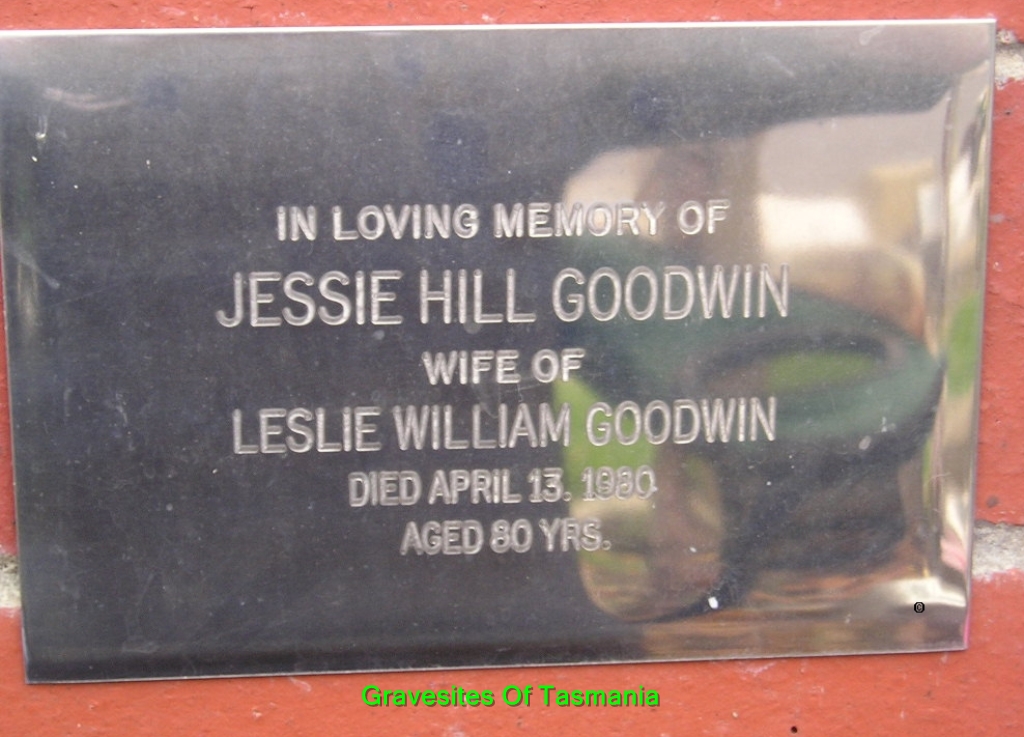 IN LOVING MEMORY OF
JESSIE HILL GOODWIN
WIFE OF
LESLIE WILLIAM GOODWIN
DIED APRIL 13. 1980
AGED 80 YRS.
©
Gravesites Of Tasmania